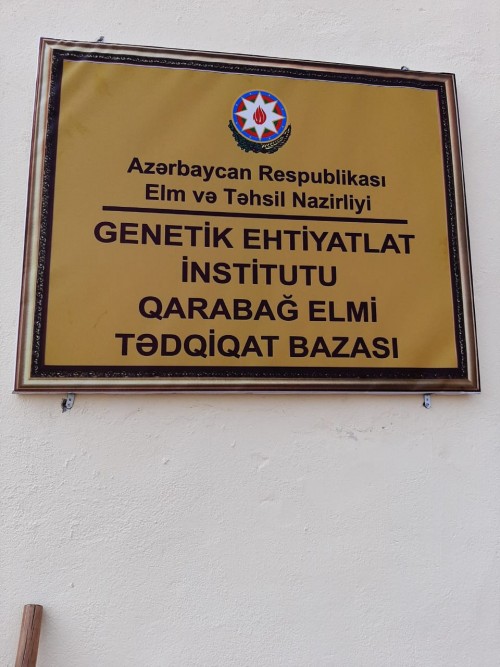 Azərbaycan Respublikası
Elm və Təhsil Nazirliyi
GENETİK EHTİYATLAT
İNSTİTUTU
QARABAĞ ELMİ
TƏDQİQAT BAZASI